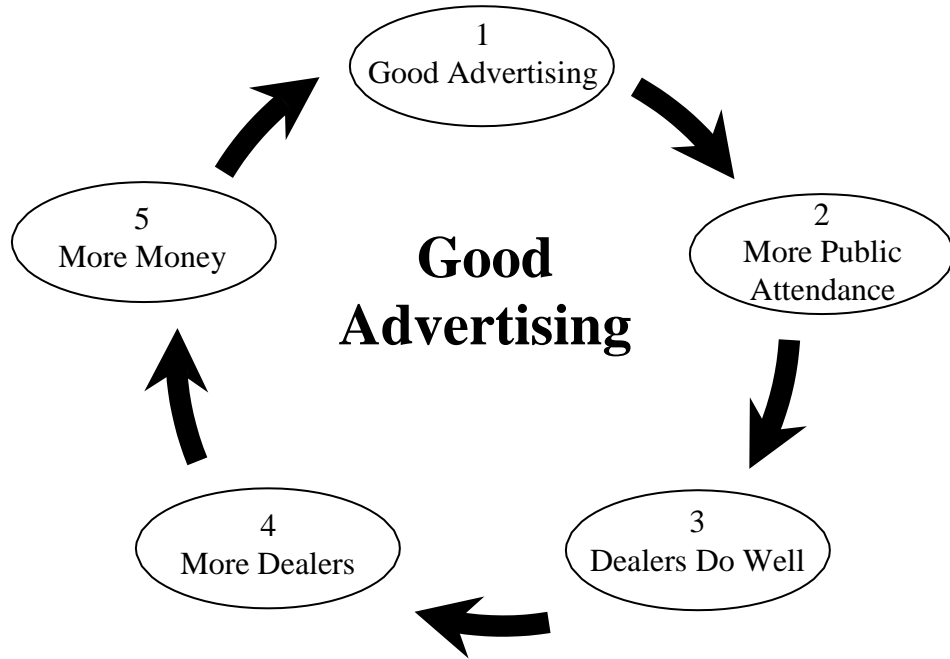 1
Good Advertising
2
More Public
Attendance
3
Dealers Do Well
4
More Dealers
5
More Money
Good
Advertising